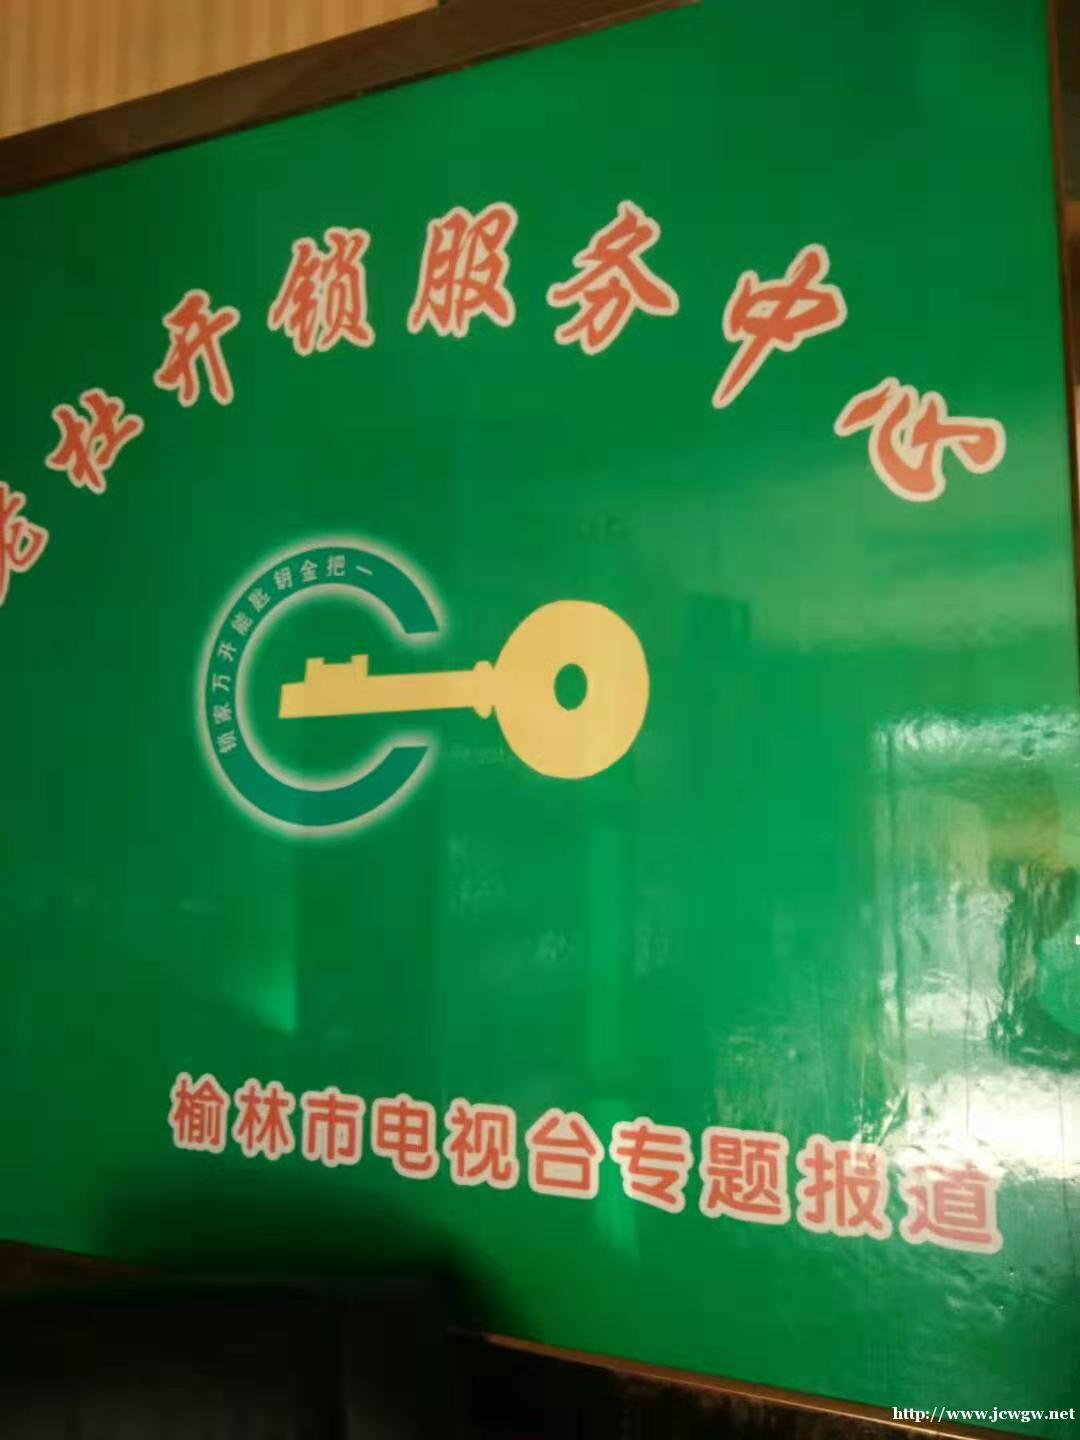 老杜开锁服务中心
一把金钥匙能开万家锁
榆林市电视台专题报道
http://www.jcwgw.net